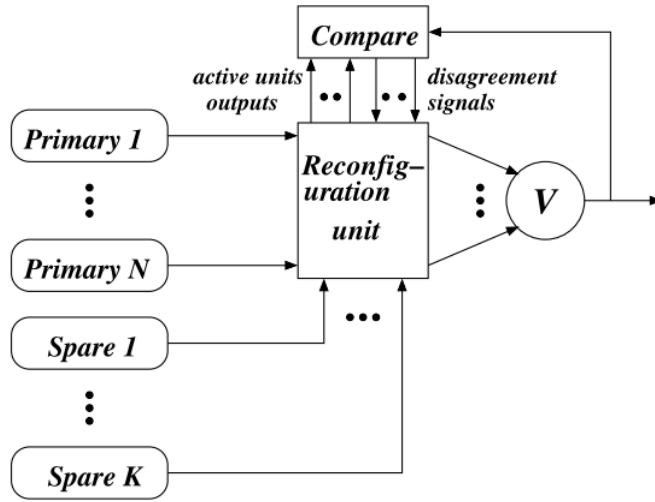 Compare
active units
outputs
disagreement
signals
Primary 1
Reconfig-
uration
unit
V
Primary N
Spare 1
Spare K